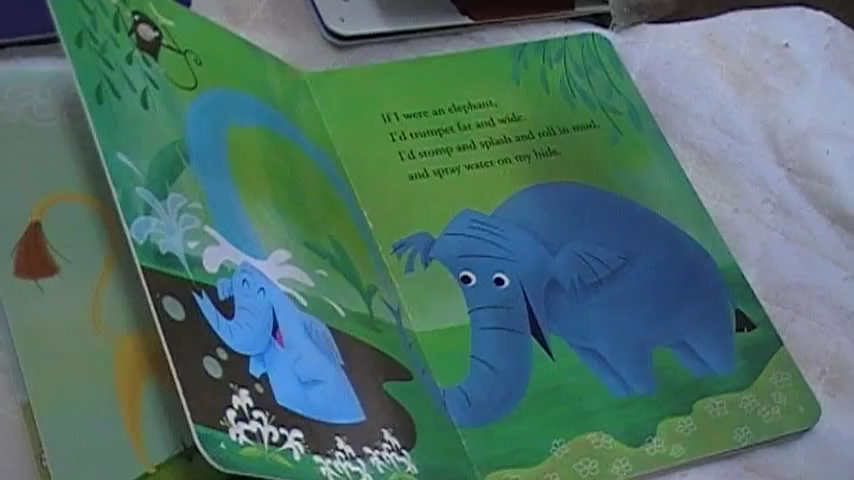 If I were an elephant,
I'd trumpet far and wide.
I'd stomp and splash and roll in mud,
and spray water on my hide.